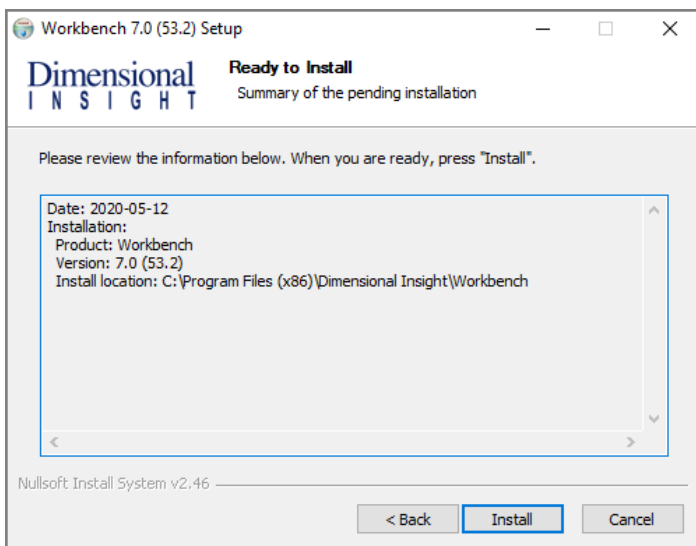 Workbench 7.0 (53.2) Setup
Dimensional
INSIGHT
Ready to Install
Summary of the pending installation
Please review the information below. When you are ready, press "Install".
Date: 2020-05-12
Installation:
Product: Workbench
Version: 7.0 (53.2)
Install location: C:\Program Files (x86)\Dimensional Insight\Workbench
Nullsoft Install System v2.46
< Back
Install
Cancel